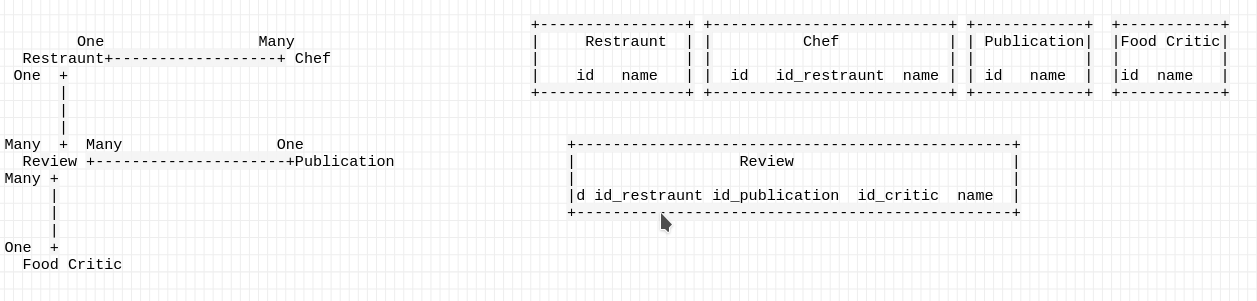 One Many
Restraunt+------------------+ Chef
One +
|
|
|
Many + Many One
Review +---------------------+Publication
Many +
|
|
|
One +
Food Critic
+----------------+ +--------------------------+ +------------+ +-----------+
| Restraunt | | Chef | | Publication| |Food Critic|
| | | | | | | |
| id name | | id id_restraunt name | | id name | |id name |
+----------------+ +--------------------------+ +------------+ +-----------+
+------------------------------------------------+
| Review |
| |
|d id_restraunt id_publication id_critic name |
+------------------------------------------------+